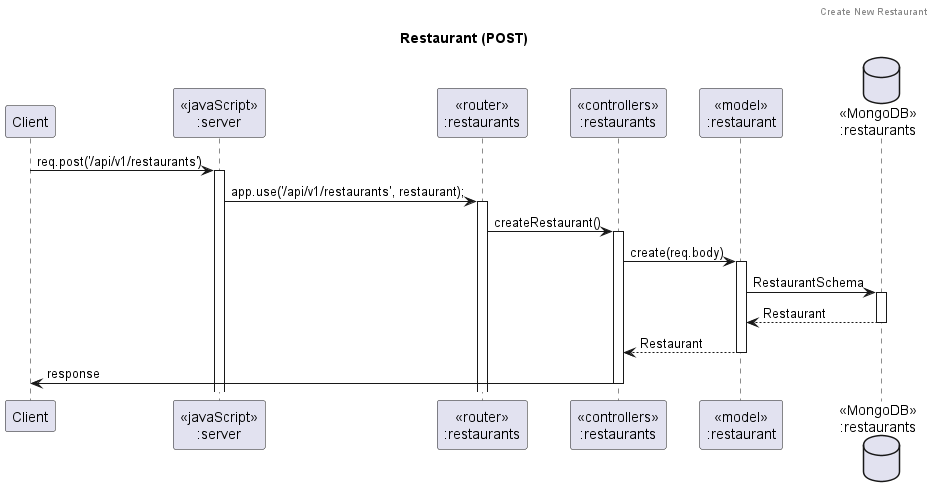 Create New Restaurant
Restaurant (POST)
Client
«javaScript»
:server
«router»
:restaurants
«controllers»
:restaurants
«model»
:restaurant
«MongoDB»
:restaurants
req.post('/api/v1/restaurants')
app.use('/api/v1/restaurants', restaurant);
createRestaurant()
create(req.body)
RestaurantSchema
Restaurant
Restaurant
response
Client
«javaScript»
:server
«router»
:restaurants
«controllers»
:restaurants
«model»
:restaurant
«MongoDB»
:restaurants